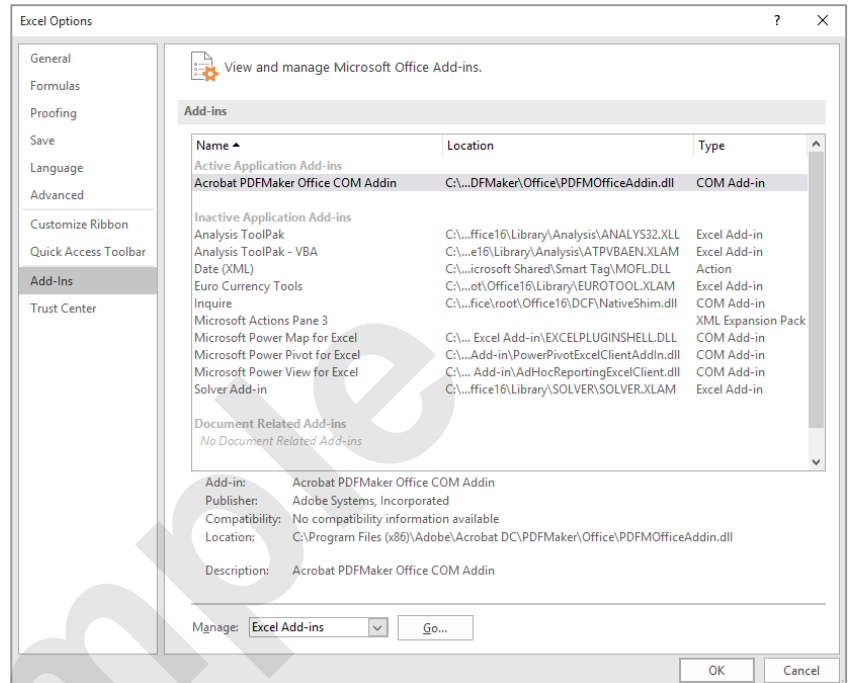 Excel Options ? ×
General
Formulas
Proofing
Save
Language
Advanced
Customize Ribbon
Quick Access Toolbar
Add-Ins
Trust Center
View and manage Microsoft Office Add-ins.
Add-ins
Name Location Type
Active Application Add-ins
Acrobat PDFMaker Office COM Addin C:\...DFMaker\Office\PDFMOfficeAddin.dll COM Add-in
Inactive Application Add-ins
Analysis ToolPak C:\...ffice16\Library\Analysis\ANALYS32.XLL Excel Add-in
Analysis ToolPak - VBA C:\...e16\Library\Analysis\ATPVBAEN.XLAM Excel Add-in
Date (XML) C:\...icrosoft Shared\Smart Tag\MOFL.DLL Action
Euro Currency Tools C:\...ot\Office16\Library\EUROTOOL.XLAM Excel Add-in
Inquire C:\...fice\root\Office16\DCF\NativeShim.dll COM Add-in
Microsoft Actions Pane 3 XML Expansion Pack
Microsoft Power Map for Excel C:\... Excel Add-in\EXCELPLUGINSHELL.DLL COM Add-in
Microsoft Power Pivot for Excel C:\...Add-in\PowerPivotExcelClientAddIn.dll COM Add-in
Microsoft Power View for Excel C:\... Add-in\AdHocReportingExcelClient.dll COM Add-in
Solver Add-in C:\...ffice16\Library\SOLVER\SOLVER.XLAM Excel Add-in
Document Related Add-ins
No Document Related Add-ins
Add-in: Acrobat PDFMaker Office COM Addin
Publisher: Adobe Systems, Incorporated
Compatibility: No compatibility information available
Location: C:\Program Files (x86)\Adobe\Acrobat DC\PDFMaker\Office\PDFMOfficeAddin.dll
Description: Acrobat PDFMaker Office COM Addin
Manage: Excel Add-ins Go...
OK Cancel
mple